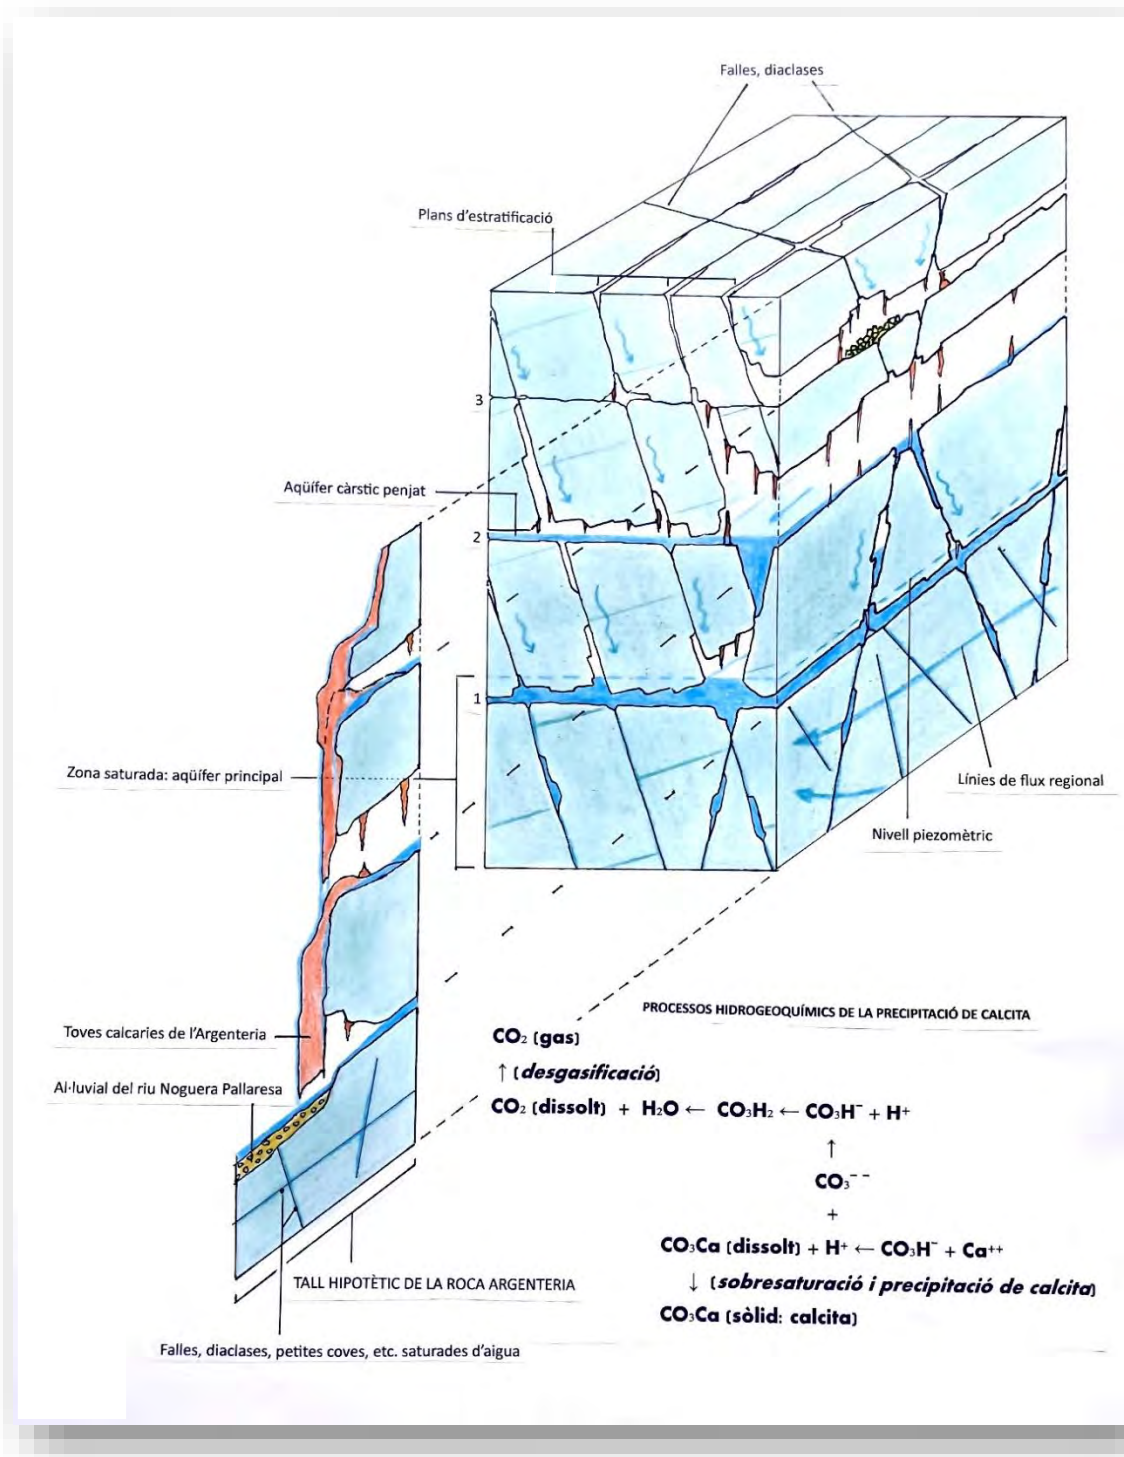 Falles, diaclases
Plans d'estratificació
3
Aqüífer càrstic penjat
2
1
Zona saturada: aqüífer principal
Línies de flux regional
Nivell piezomètric
PROCESSOS HIDROGEOQUÍMICS DE LA PRECIPITACIÓ DE CALCITA
Toves calcaries de l'Argenteria
CO₂ (gas)
↑ (desgasificació)
Al·luvial del riu Noguera Pallaresa
CO₂ (dissolt) + H₂O ← CO₃H₂ ← CO₃H⁻ + H⁺
↑
CO₃⁻ ⁻
+
CO₃Ca (dissolt) + H⁺ ← CO₃H⁻ + Ca⁺⁺
TALL HIPOTÈTIC DE LA ROCA ARGENTERIA
↓ (sobresaturació i precipitació de calcita)
CO₃Ca (sòlid: calcita)
Falles, diaclases, petites coves, etc. saturades d'aigua